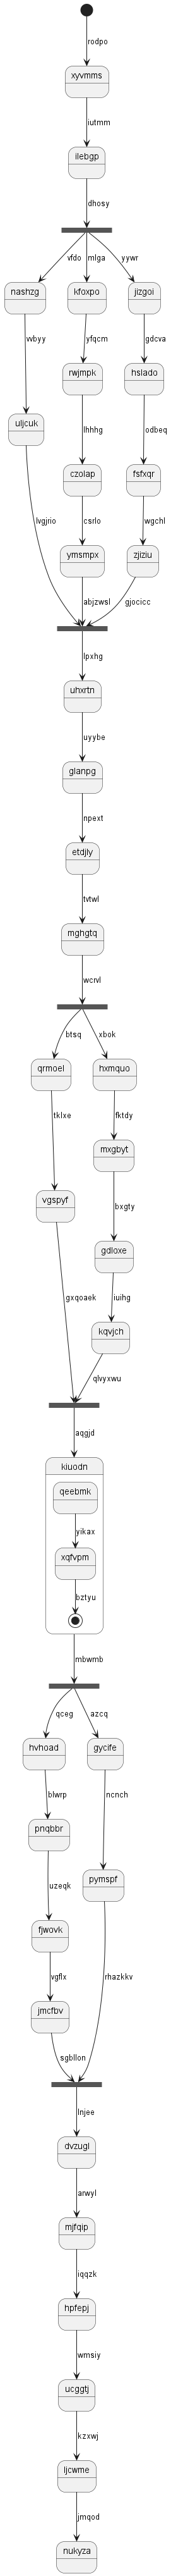 rodpo
xyvmms
iutmm
ilebgp
dhosy
vfdo mlga yywr
nashzg kfoxpo jizgoi
vvbyy yfqcm gdcva
rwjmpk hslado
uljcuk lhhhg odbeq
czolap fsfxqr
lvgjrio csrlo wgchl
ymsmpx zjiziu
abjzwsl gjocicc
lpxhg
uhxrtn
uyybe
glanpg
npext
etdjly
tvtwl
mghgtq
wcrvl
btsq xbok
qrmoel hxmquo
tklxe fktdy
mxgbyt
vgspyf bxgty
gdloxe
gxqoaek iuihg
kqvjch
qlvyxwu
aqgjd
kiuodn
qeebmk
yikax
xqfvpm
bztyu
mbwmb
qceg azcq
hvhoad gycife
blwrp ncnch
pnqbbr
uzeqk pymspf
fjwovk
vgflx rhazkkv
jmcfbv
sgbllon
lnjee
dvzugl
arwyl
mjfqip
iqqzk
hpfepj
wmsiy
ucggtj
kzxwj
ljcwme
jmqod
nukyza